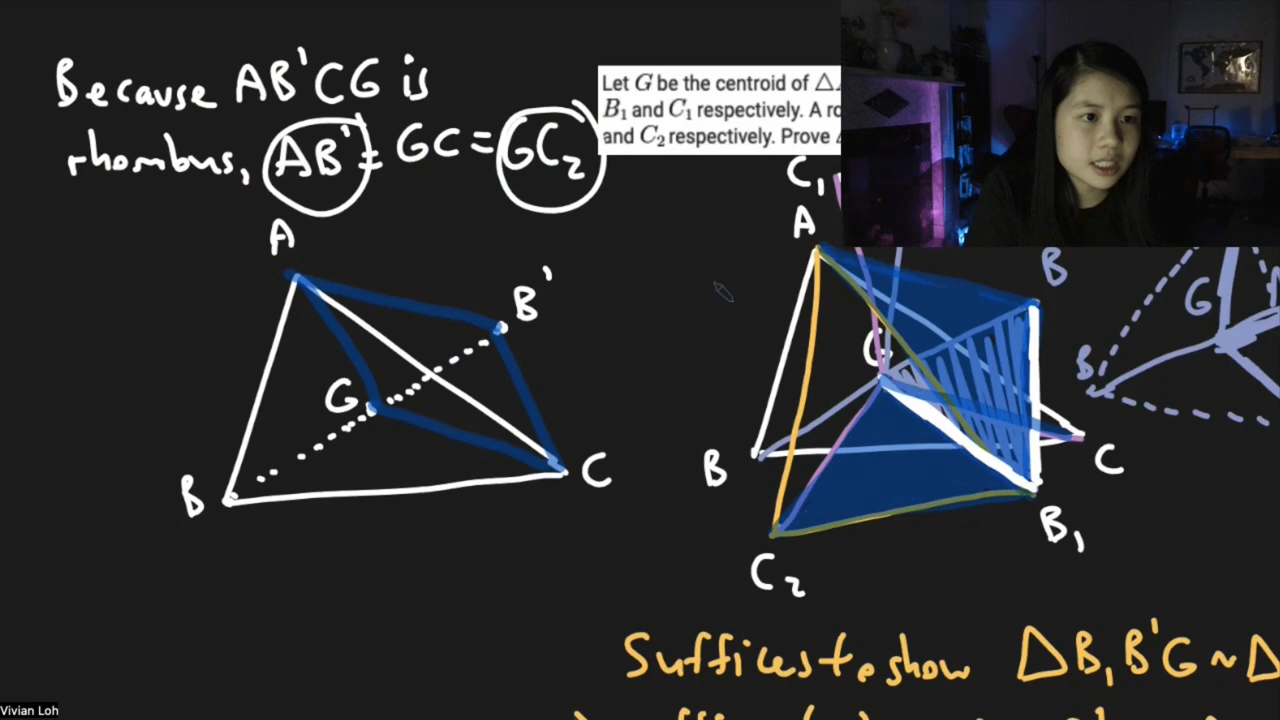 Because AB'CG is
rhombus, AB' = GC = GC₂
Let G be the centroid of △
B₁ and C₁ respectively. A
and C₂ respectively. Prove
C₁
A
B'
G
B
C
A
B
G
B
C
B₁
C₂
G
B
Suffices to show △B₁B'G ~ △
Vivian Loh